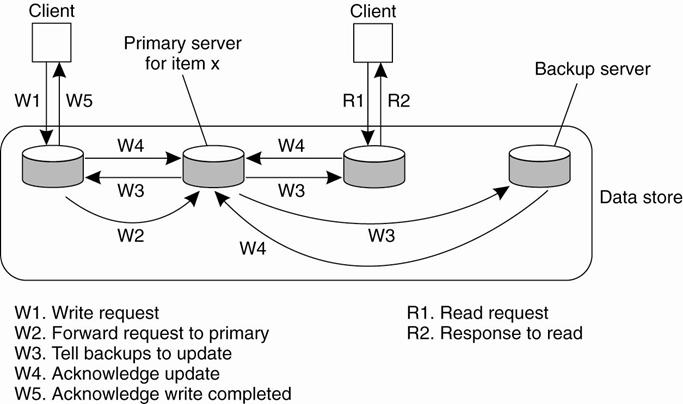 Client
Client
Primary server
for item x
Backup server
W1
W5
R1
R2
W4
W4
W3
W3
Data store
W2
W4
W3
W1. Write request
W2. Forward request to primary
W3. Tell backups to update
W4. Acknowledge update
W5. Acknowledge write completed
R1. Read request
R2. Response to read